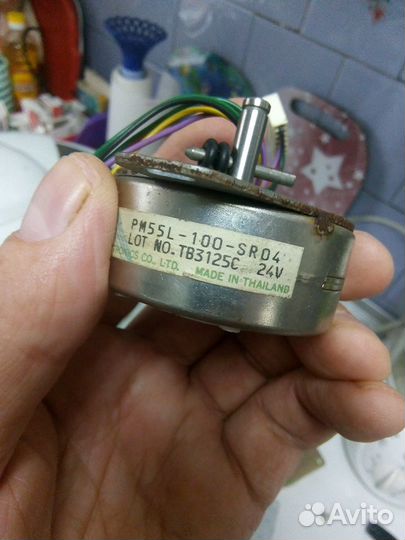 PM55L-100-SR04
LOT NO. TB3125C 24V
CO., LTD. MADE IN THAILAND
Avito